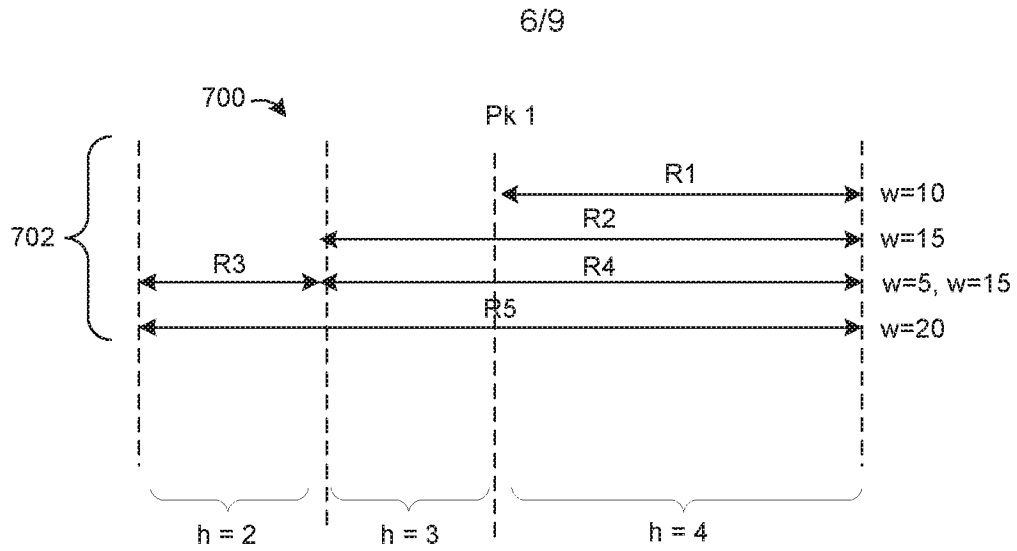 6/9
700
Pk 1
R1
w=10
R2
w=15
702
R3
R4
w=5, w=15
R5
w=20
h = 2
h = 3
h = 4